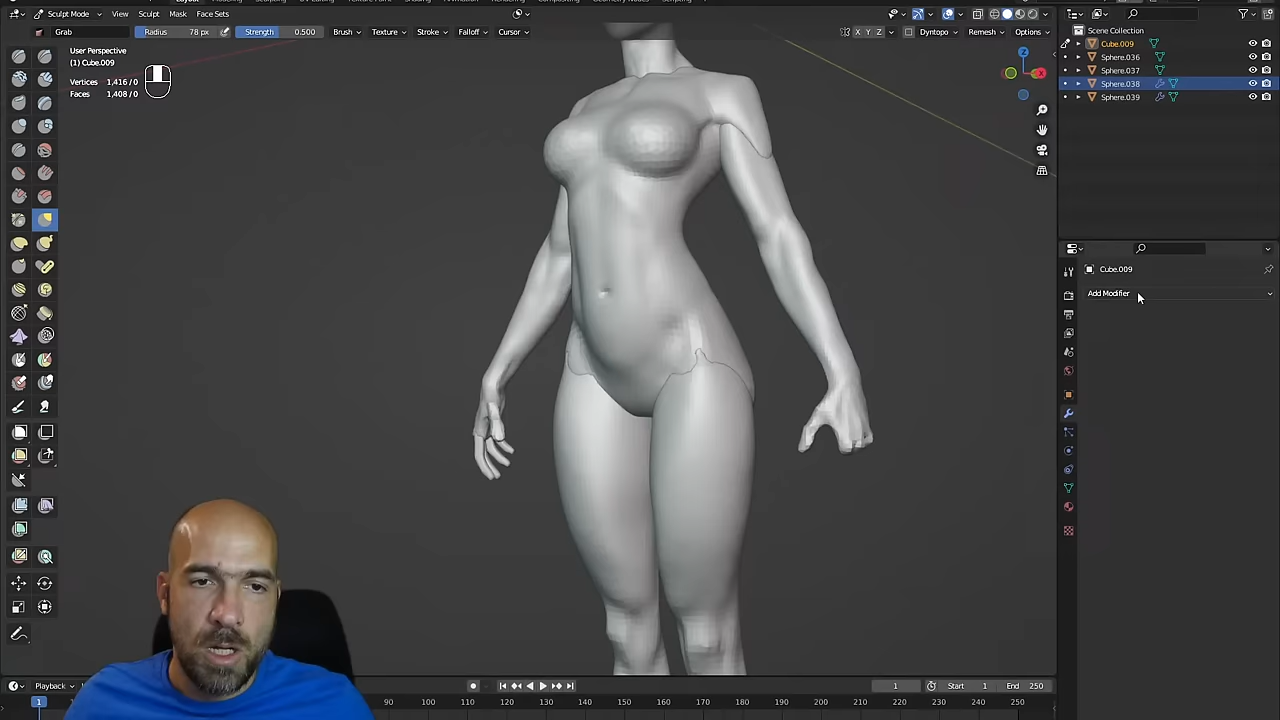 Sculpt Mode View Sculpt Mask Face Sets Options
Grab Radius 78 px Strength 0.500 Brush Texture Stroke Falloff Cursor X Y Z Dyntopo Remesh Options
User Perspective
(1) Cube.009
Vertices 1,416 / 0
Faces 1,408 / 0
Z
X
Scene Collection
Cube.009
Sphere.036
Sphere.037
Sphere.038
Sphere.039
Cube.009
Add Modifier
Playback 1 Start 1 End 250
1 90 100 110 120 130 140 150 160 170 180 190 200 210 220 230 240 250